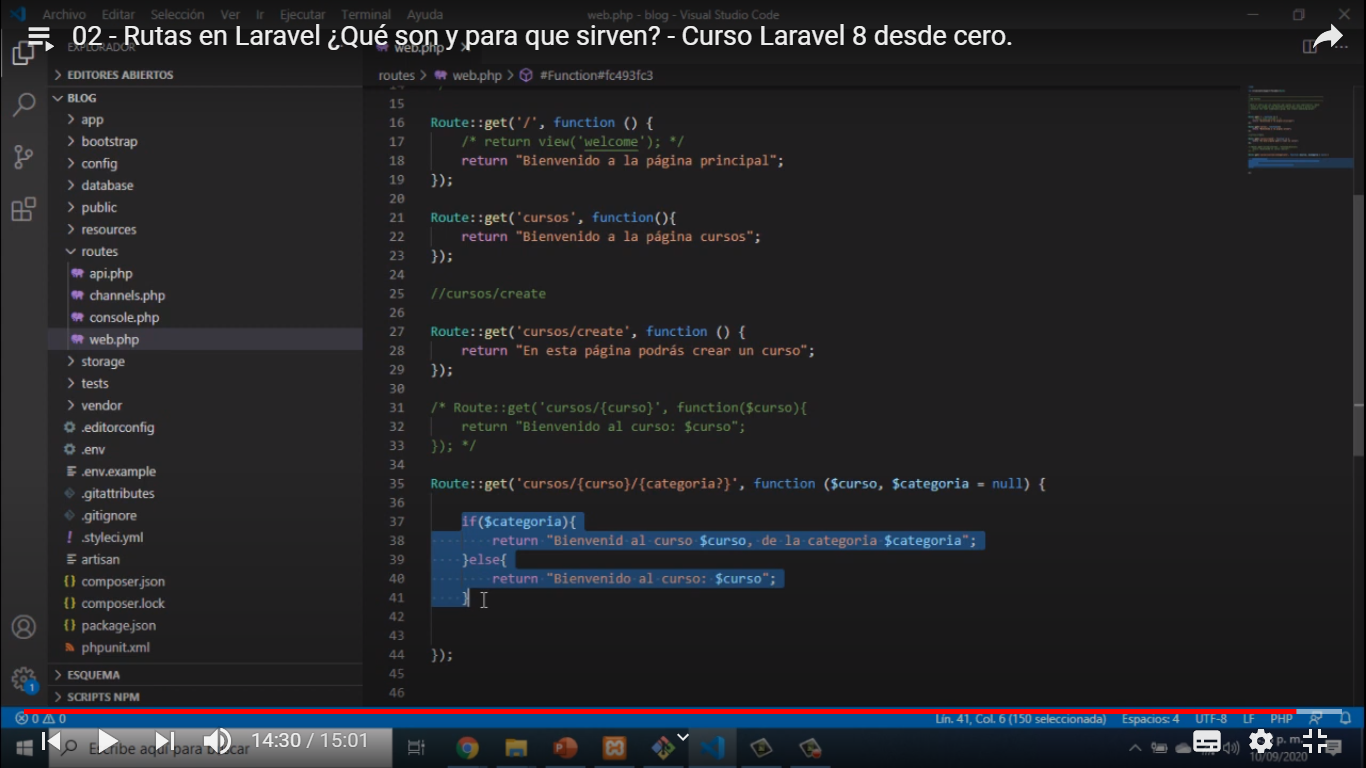 Archivo Editar Selección Ver Ir Ejecutar Terminal Ayuda
web.php - blog - Visual Studio Code
02 - Rutas en Laravel ¿Qué son y para que sirven? - Curso Laravel 8 desde cero.
EXPLORADOR
web.php
EDITORES ABIERTOS
routes > web.php > #Function#fc493fc3
BLOG
app
bootstrap
config
database
public
resources
routes
api.php
channels.php
console.php
web.php
storage
tests
vendor
.editorconfig
.env
.env.example
.gitattributes
.gitignore
.styleci.yml
artisan
composer.json
composer.lock
package.json
phpunit.xml
ESQUEMA
SCRIPTS NPM
14
15
16 Route::get('/', function () {
17 /* return view('welcome'); */
18 return "Bienvenido a la página principal";
19 });
20
21 Route::get('cursos', function(){
22 return "Bienvenido a la página cursos";
23 });
24
25 //cursos/create
26
27 Route::get('cursos/create', function () {
28 return "En esta página podrás crear un curso";
29 });
30
31 /* Route::get('cursos/{curso}', function($curso){
32 return "Bienvenido al curso: $curso";
33 }); */
34
35 Route::get('cursos/{curso}/{categoria?}', function ($curso, $categoria = null) {
36
37 if($categoria){
38 return "Bienvenid al curso $curso, de la categoria $categoria";
39 }else{
40 return "Bienvenido al curso: $curso";
41 }
42
43
44 });
45
46
1
0 0
Lín. 41, Col. 6 (150 seleccionada) Espacios: 4 UTF-8 LF PHP
Escribe aquí para buscar
14:30 / 15:01
p. m.
10/09/2020